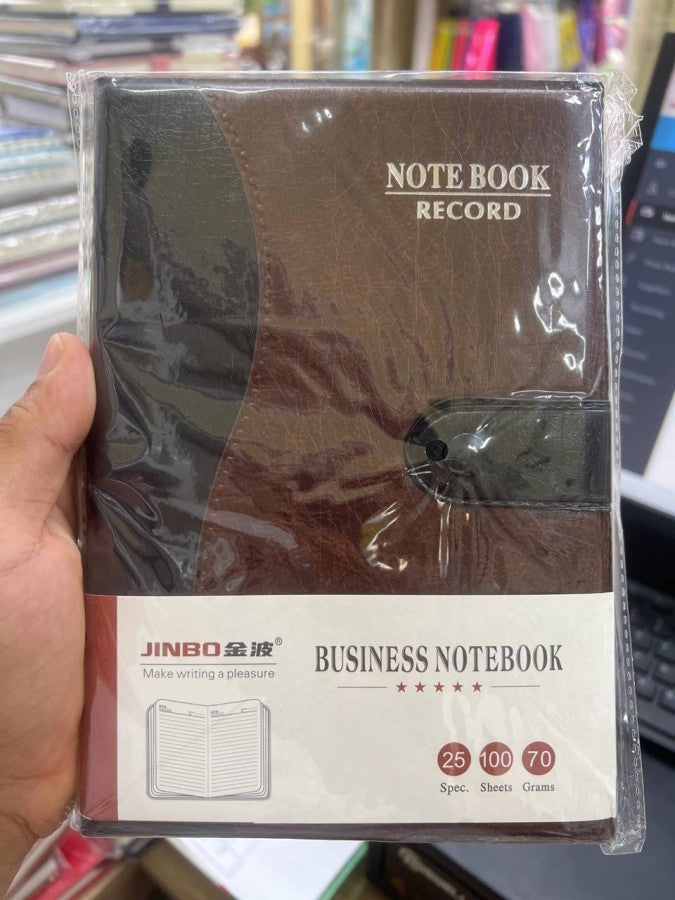 NOTE BOOK
RECORD
JINBO金波®
Make writing a pleasure
BUSINESS NOTEBOOK
25 100 70
Spec. Sheets Grams